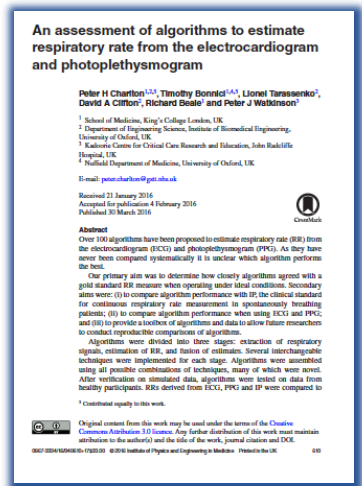 An assessment of algorithms to estimate
respiratory rate from the electrocardiogram
and photoplethysmogram
Peter H Charlton1,2,5, Timothy Bonnici1,4,5, Lionel Tarassenko2,
David A Clifton2, Richard Beale1 and Peter J Watkinson3
1 School of Medicine, King's College London, UK
2 Department of Engineering Science, Institute of Biomedical Engineering,
University of Oxford, UK
3 Kadoorie Centre for Critical Care Research and Education, John Radcliffe
Hospital, UK
4 Nuffield Department of Medicine, University of Oxford, UK
E-mail: peter.charlton@gstt.nhs.uk
Received 21 January 2016
Accepted for publication 4 February 2016
Published 30 March 2016
CrossMark
Abstract
Over 100 algorithms have been proposed to estimate respiratory rate (RR) from
the electrocardiogram (ECG) and photoplethysmogram (PPG). As they have
never been compared systematically it is unclear which algorithm performs
the best.
Our primary aim was to determine how closely algorithms agreed with a
gold standard RR measure when operating under ideal conditions. Secondary
aims were: (i) to compare algorithm performance with IP, the clinical standard
for continuous respiratory rate measurement in spontaneously breathing
patients; (ii) to compare algorithm performance when using ECG and PPG;
and (iii) to provide a toolbox of algorithms and data to allow future researchers
to conduct reproducible comparisons of algorithms.
Algorithms were divided into three stages: extraction of respiratory
signals, estimation of RR, and fusion of estimates. Several interchangeable
techniques were implemented for each stage. Algorithms were assembled
using all possible combinations of techniques, many of which were novel.
After verification on simulated data, algorithms were tested on data from
healthy participants. RRs derived from ECG, PPG and IP were compared to
5 Contributed equally to this work.
Original content from this work may be used under the terms of the Creative
Commons Attribution 3.0 licence. Any further distribution of this work must maintain
attribution to the author(s) and the title of the work, journal citation and DOI.
© 2016 Institute of Physics and Engineering in Medicine Printed in the UK 610